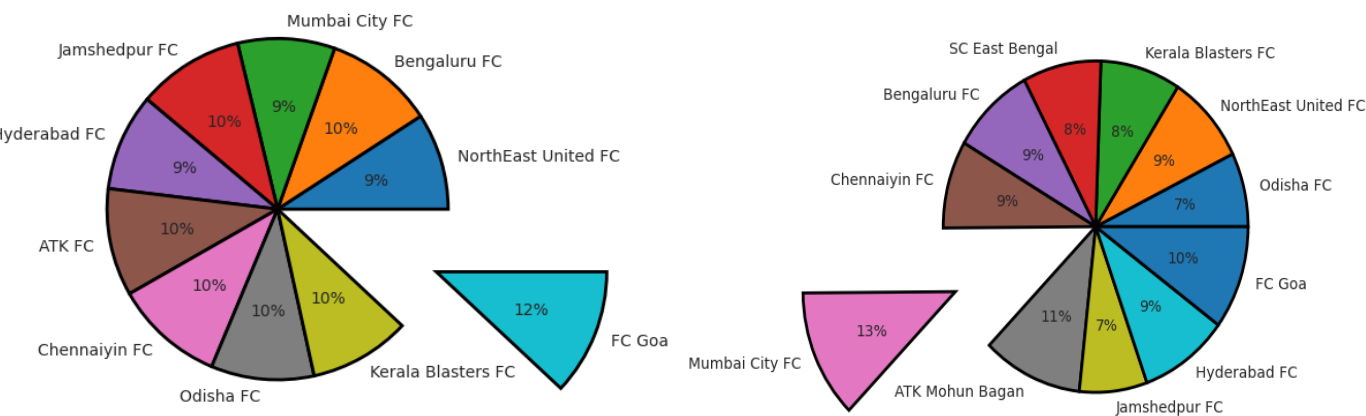 Mumbai City FC
Jamshedpur FC
Bengaluru FC
Hyderabad FC
NorthEast United FC
ATK FC
Chennaiyin FC
Odisha FC
Kerala Blasters FC
FC Goa
9%
10%
10%
9%
9%
10%
10%
10%
10%
12%
SC East Bengal
Kerala Blasters FC
Bengaluru FC
NorthEast United FC
Chennaiyin FC
Odisha FC
FC Goa
Mumbai City FC
ATK Mohun Bagan
Hyderabad FC
Jamshedpur FC
8%
8%
9%
9%
9%
7%
10%
9%
7%
11%
13%